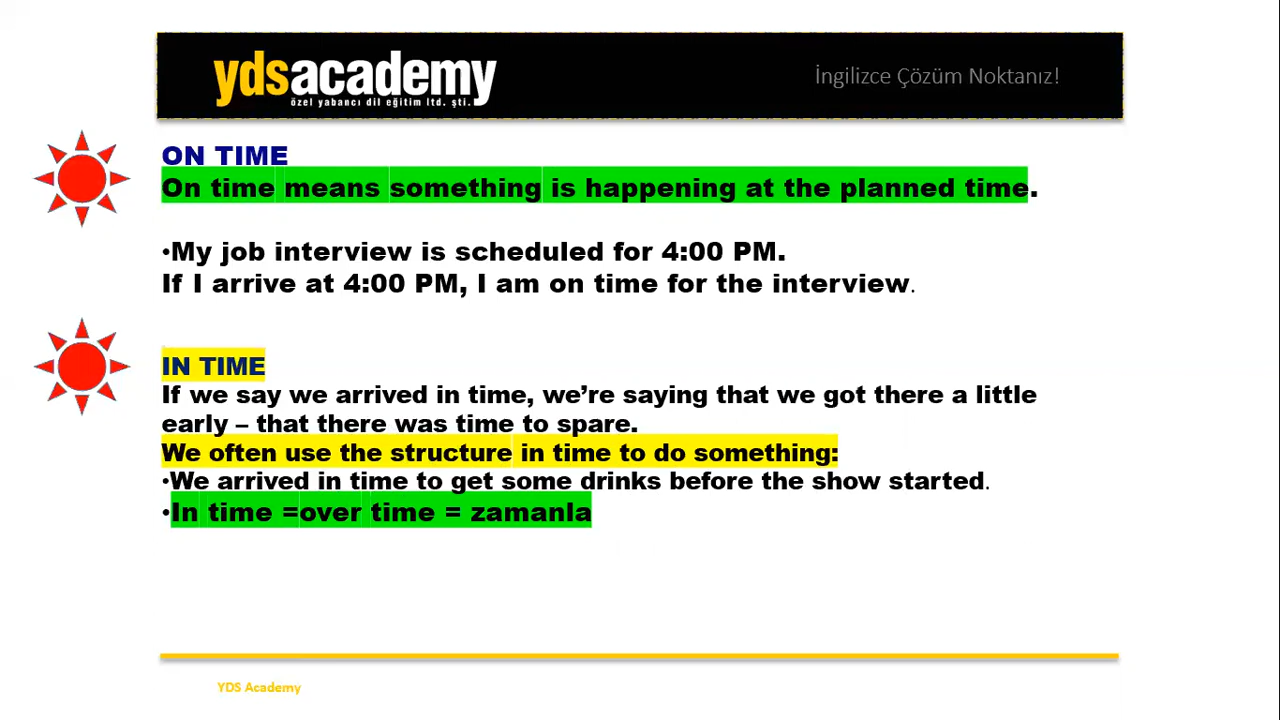 ydsacademy
özel yabancı dil eğitim ltd. şti.
İngilizce Çözüm Noktanız!
ON TIME
On time means something is happening at the planned time.
•My job interview is scheduled for 4:00 PM.
If I arrive at 4:00 PM, I am on time for the interview.
IN TIME
If we say we arrived in time, we’re saying that we got there a little
early – that there was time to spare.
We often use the structure in time to do something:
•We arrived in time to get some drinks before the show started.
•In time =over time = zamanla
YDS Academy